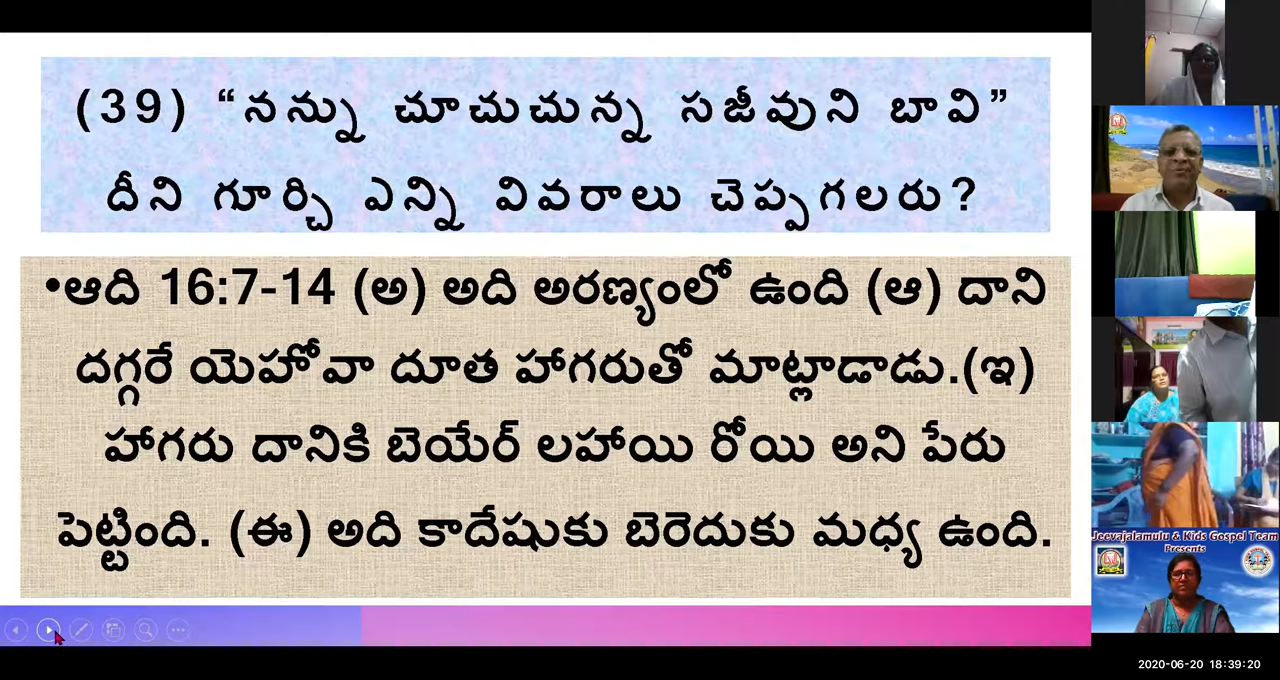 (39) “నన్ను చూచుచున్న సజీవుని బావి”
దీని గూర్చి ఎన్ని వివరాలు చెప్పగలరు?
•ఆది 16:7-14 (అ) అది అరణ్యంలో ఉంది (ఆ) దాని
దగ్గరే యెహోవా దూత హాగరుతో మాట్లాడాడు.(ఇ)
హాగరు దానికి బెయేర్ లహాయి రోయి అని పేరు
పెట్టింది. (ఈ) అది కాదేషుకు బెరెదుకు మధ్య ఉంది.
Jeevajalamulu & Kids Gospel Team
Presents
2020-06-20 18:39:20